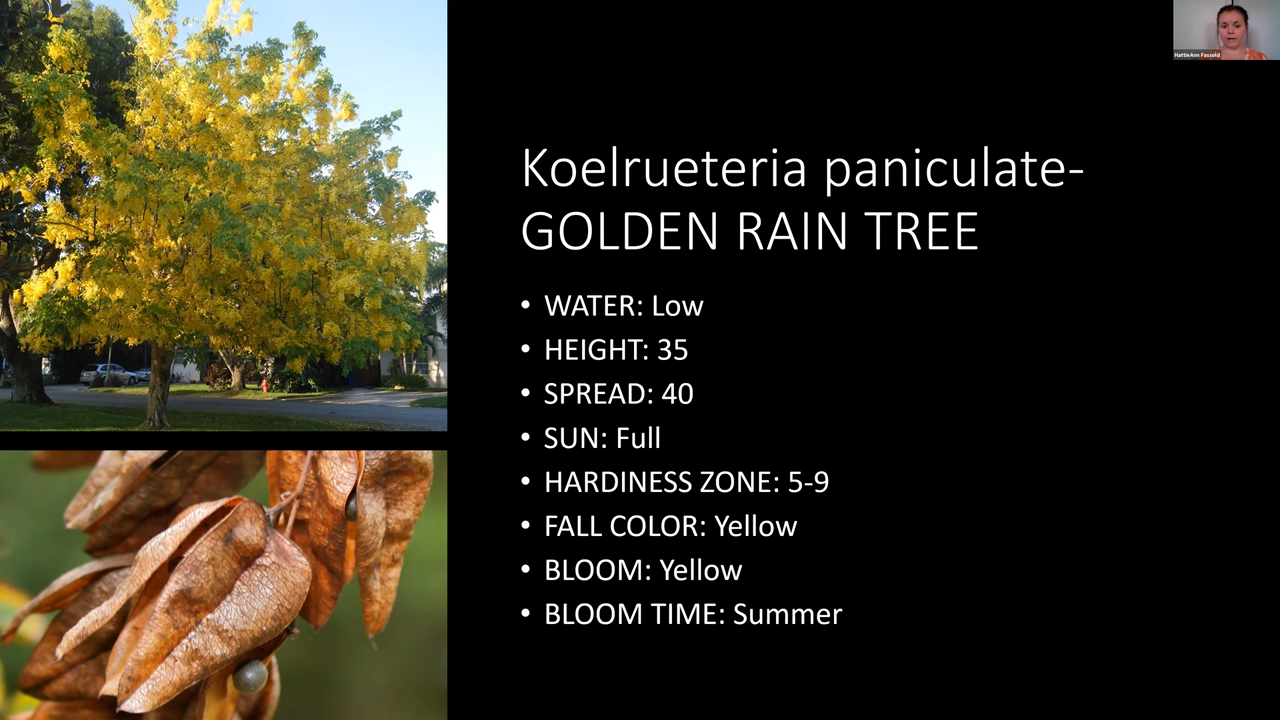 HattieAnn Fassold
Koelrueteria paniculate-
GOLDEN RAIN TREE
• WATER: Low
• HEIGHT: 35
• SPREAD: 40
• SUN: Full
• HARDINESS ZONE: 5-9
• FALL COLOR: Yellow
• BLOOM: Yellow
• BLOOM TIME: Summer